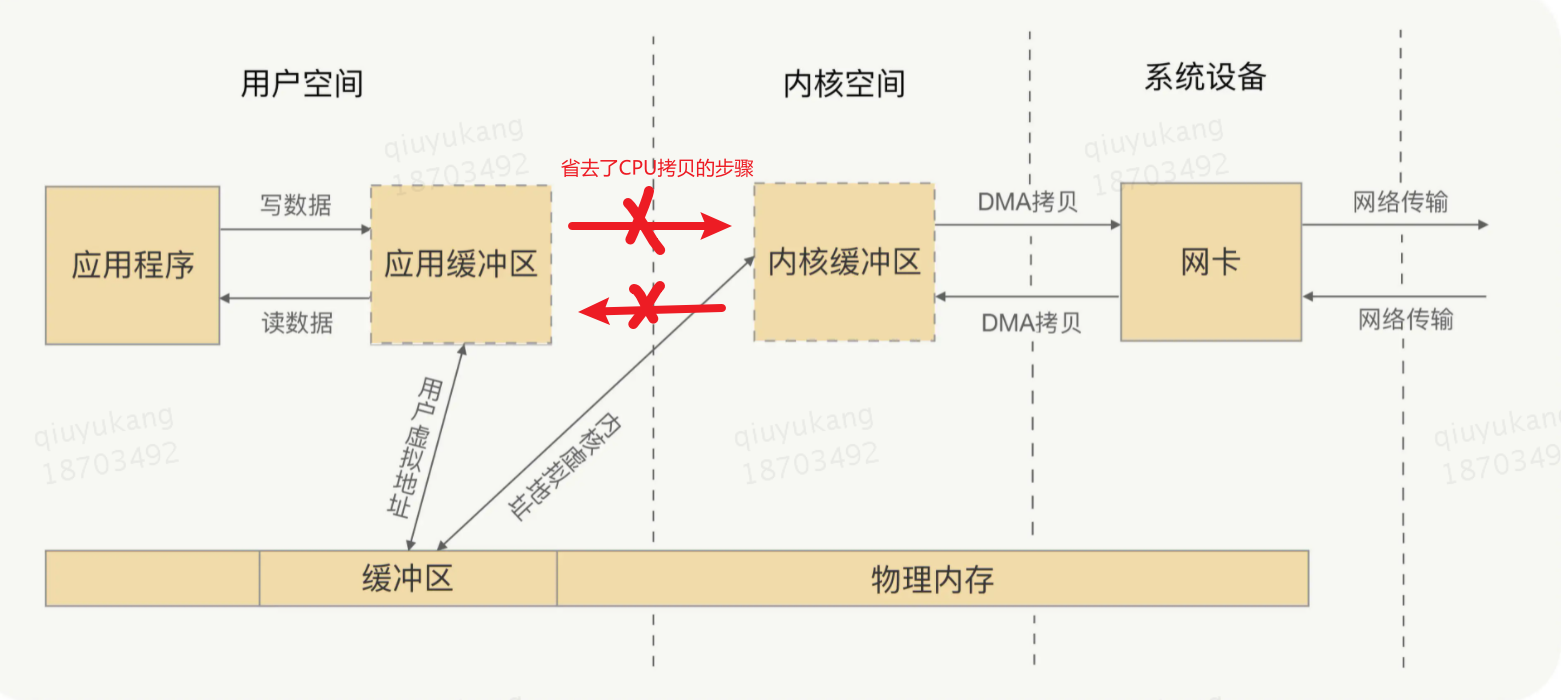 用户空间
内核空间
系统设备
qiuyukang
18703492
qiuyukang
18703492
省去了CPU拷贝的步骤
写数据
DMA拷贝
网络传输
应用程序
应用缓冲区
内核缓冲区
网卡
读数据
DMA拷贝
网络传输
用户虚拟地址
内核虚拟地址
qiuyukang
18703492
qiuyukang
18703492
qiuyukan
1870349
缓冲区
物理内存